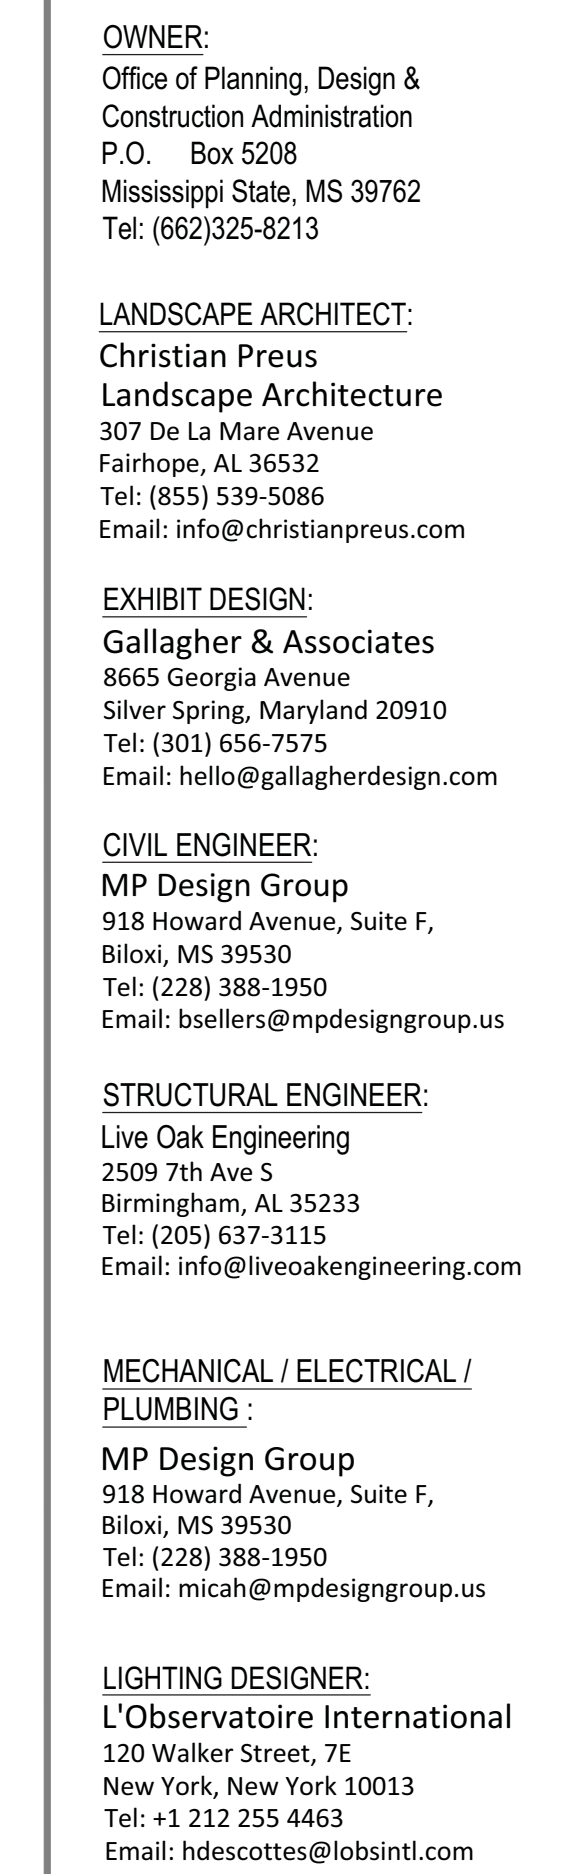 OWNER:
Office of Planning, Design &
Construction Administration
P.O. Box 5208
Mississippi State, MS 39762
Tel: (662)325-8213
LANDSCAPE ARCHITECT:
Christian Preus
Landscape Architecture
307 De La Mare Avenue
Fairhope, AL 36532
Tel: (855) 539-5086
Email: info@christianpreus.com
EXHIBIT DESIGN:
Gallagher & Associates
8665 Georgia Avenue
Silver Spring, Maryland 20910
Tel: (301) 656-7575
Email: hello@gallagherdesign.com
CIVIL ENGINEER:
MP Design Group
918 Howard Avenue, Suite F,
Biloxi, MS 39530
Tel: (228) 388-1950
Email: bsellers@mpdesigngroup.us
STRUCTURAL ENGINEER:
Live Oak Engineering
2509 7th Ave S
Birmingham, AL 35233
Tel: (205) 637-3115
Email: info@liveoakengineering.com
MECHANICAL / ELECTRICAL /
PLUMBING :
MP Design Group
918 Howard Avenue, Suite F,
Biloxi, MS 39530
Tel: (228) 388-1950
Email: micah@mpdesigngroup.us
LIGHTING DESIGNER:
L'Observatoire International
120 Walker Street, 7E
New York, New York 10013
Tel: +1 212 255 4463
Email: hdescottes@lobsintl.com